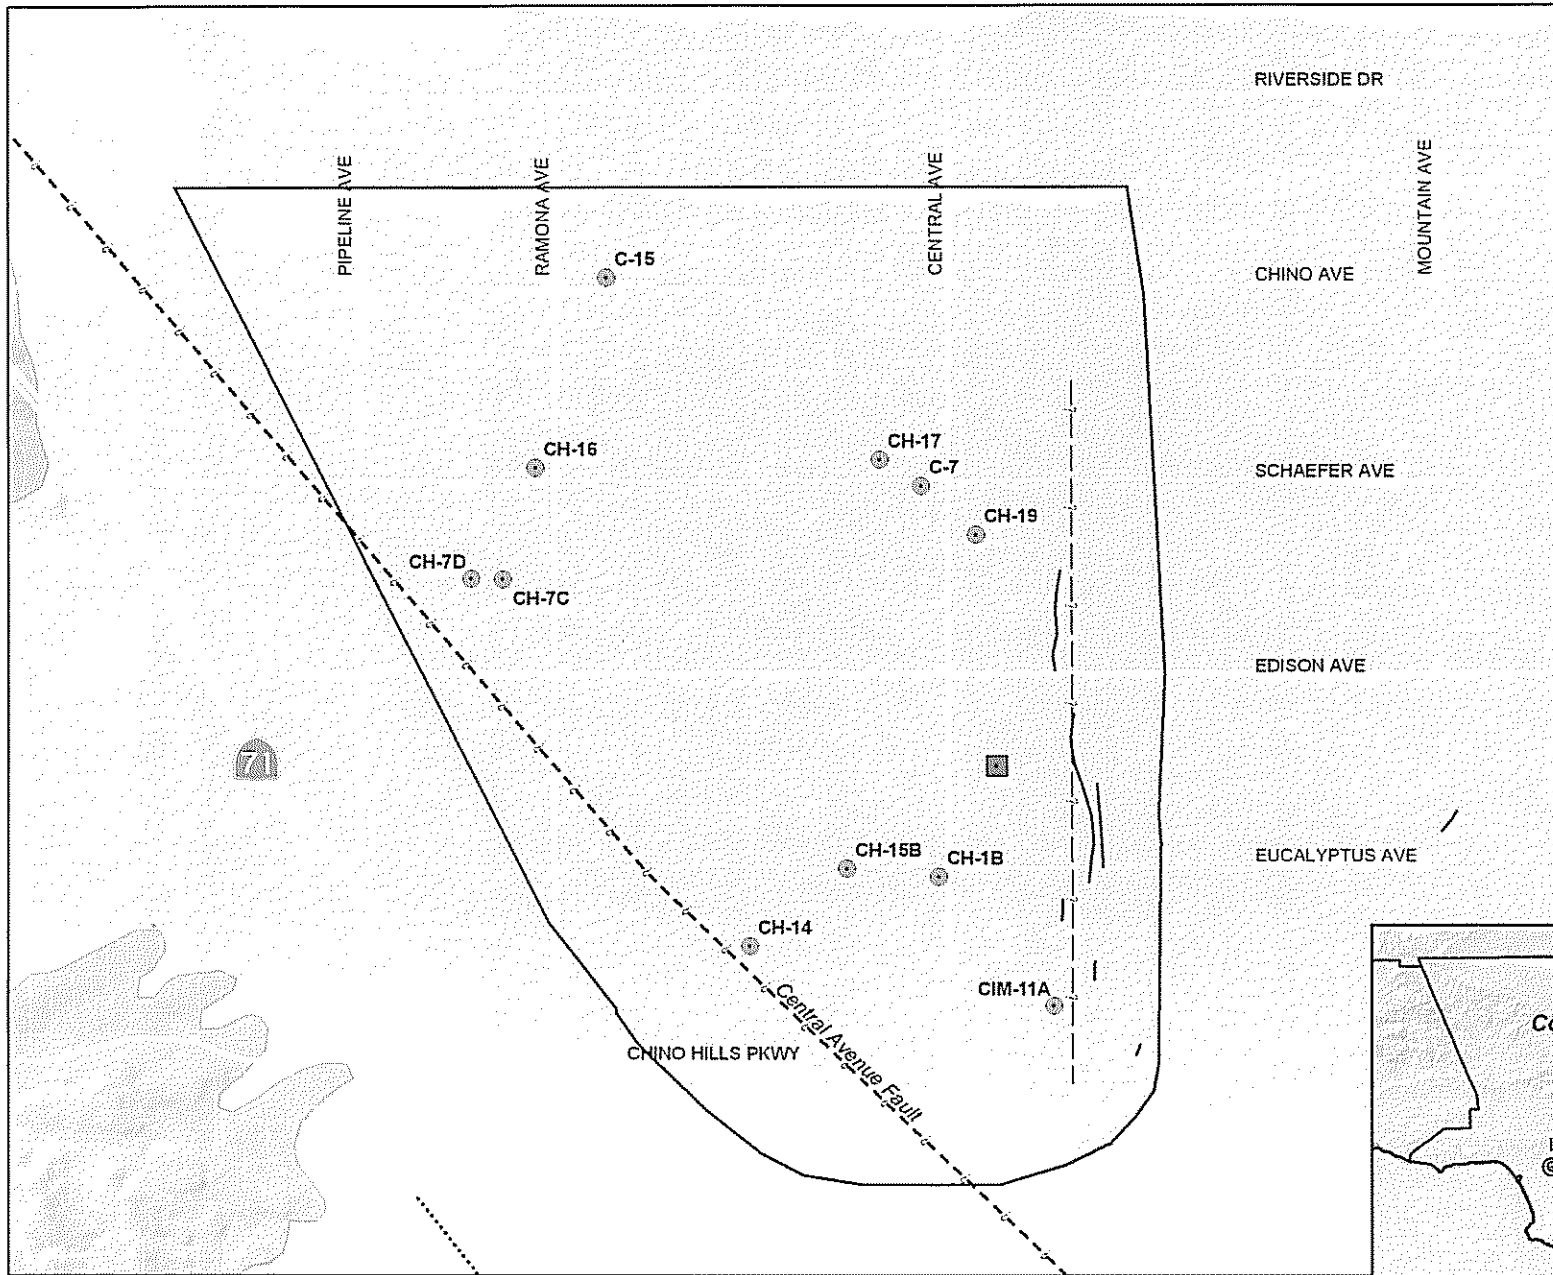 RIVERSIDE DR
PIPELINE AVE
RAMONA AVE
CENTRAL AVE
MOUNTAIN AVE
C-15
CHINO AVE
CH-16
CH-17
C-7
SCHAEFER AVE
CH-19
CH-7D
CH-7C
EDISON AVE
71
CH-15B
CH-1B
EUCALYPTUS AVE
CH-14
CIM-11A
Central Avenue Fault
CHINO HILLS PKWY